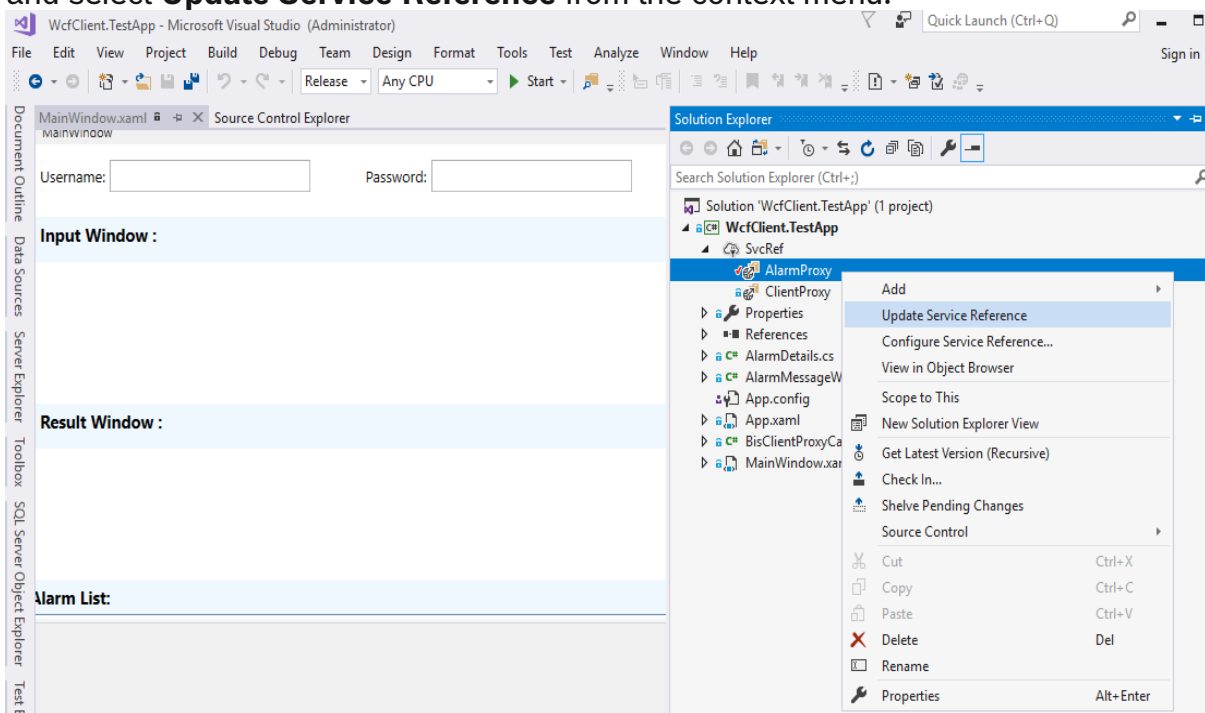 and select Update Service Reference from the context menu.
WcfClient.TestApp - Microsoft Visual Studio (Administrator)
Quick Launch (Ctrl+Q)
File Edit View Project Build Debug Team Design Format Tools Test Analyze Window Help
Sign in
Release Any CPU Start
Document Outline
Data Sources
Server Explorer
Toolbox
SQL Server Object Explorer
Test E
MainWindow.xaml Source Control Explorer
MainWindow
Username: Password:
Input Window :
Result Window :
Alarm List:
Solution Explorer
Search Solution Explorer (Ctrl+;)
Solution 'WcfClient.TestApp' (1 project)
C# WcfClient.TestApp
SvcRef
AlarmProxy
ClientProxy
Properties
References
C# AlarmDetails.cs
C# AlarmMessageW
App.config
App.xaml
C# BisClientProxyCa
MainWindow.xar
Add
Update Service Reference
Configure Service Reference...
View in Object Browser
Scope to This
New Solution Explorer View
Get Latest Version (Recursive)
Check In...
Shelve Pending Changes
Source Control
Cut Ctrl+X
Copy Ctrl+C
Paste Ctrl+V
Delete Del
Rename
Properties Alt+Enter